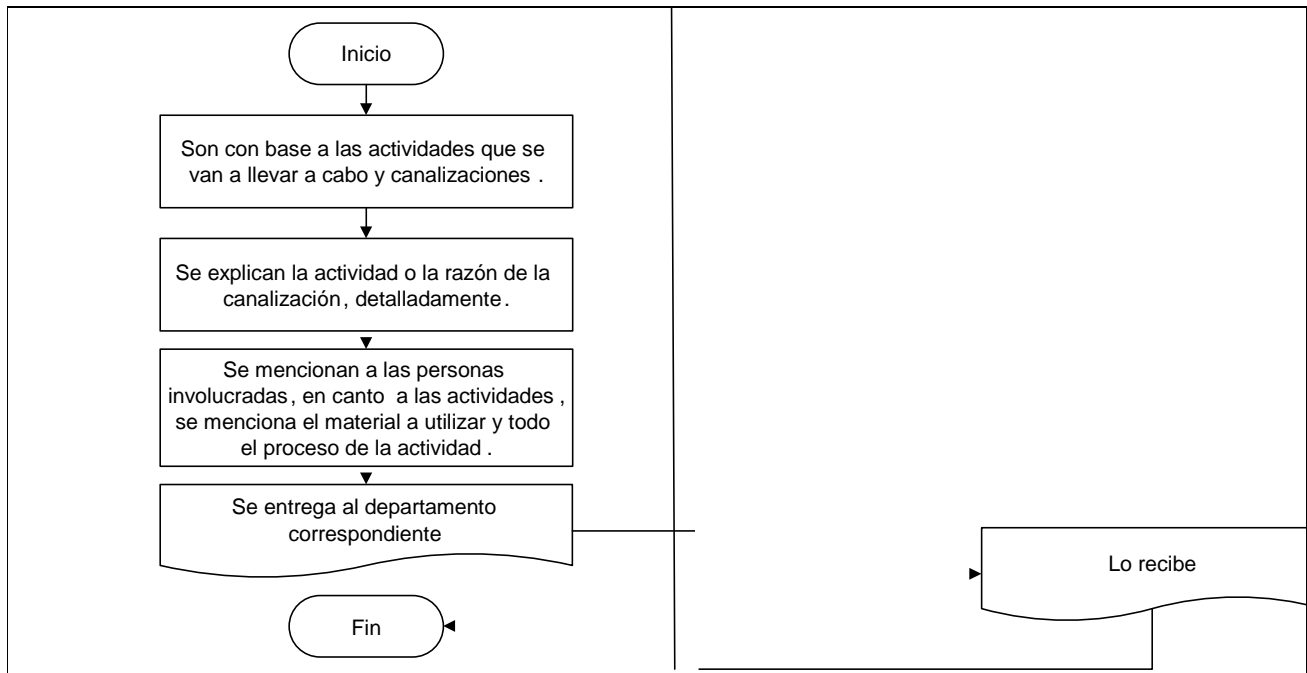 Inicio
Son con base a las actividades que se
van a llevar a cabo y canalizaciones .
Se explican la actividad o la razón de la
canalización, detalladamente.
Se mencionan a las personas
involucradas, en canto a las actividades ,
se menciona el material a utilizar y todo
el proceso de la actividad .
Se entrega al departamento
correspondiente
Lo recibe
Fin